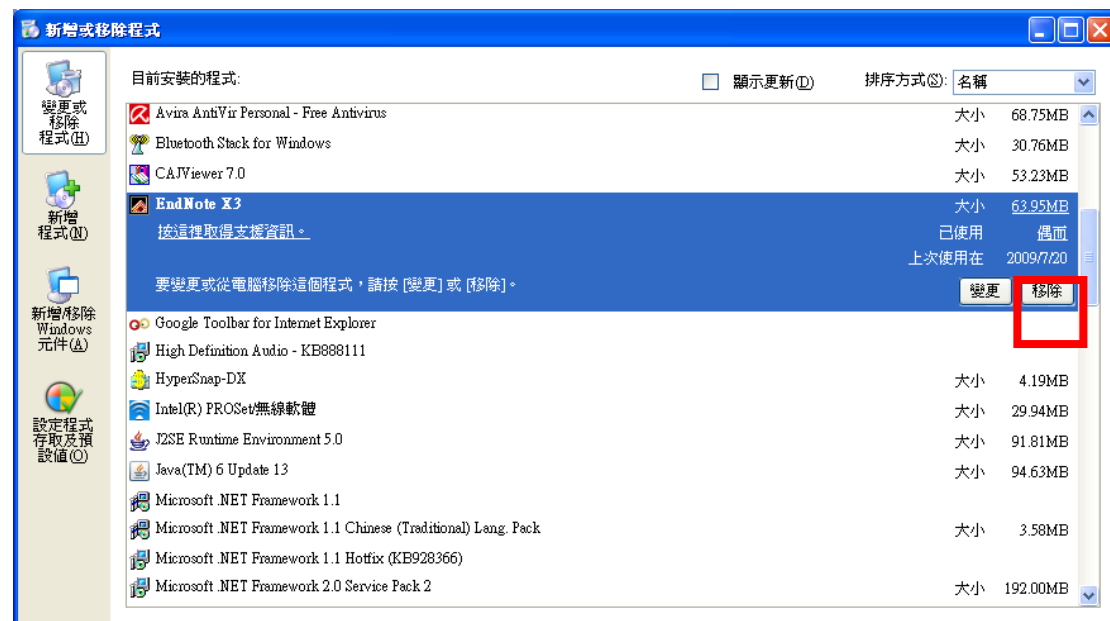 新增或移除程式
變更或
移除
程式(H)
新增
程式(N)
新增/移除
Windows
元件(A)
設定程式
存取及預
設值(O)
目前安裝的程式:
顯示更新(D)
排序方式(S): 名稱
Avira AntiVir Personal - Free Antivirus 大小 68.75MB
Bluetooth Stack for Windows 大小 30.76MB
CAJViewer 7.0 大小 53.23MB
EndNote X3 大小 63.95MB
按這裡取得支援資訊。 已使用 偶而
上次使用在 2009/7/20
要變更或從電腦移除這個程式，請按 [變更] 或 [移除]。 變更 移除
Google Toolbar for Internet Explorer
High Definition Audio - KB888111
HyperSnap-DX 大小 4.19MB
Intel(R) PROSet/無線軟體 大小 29.94MB
J2SE Runtime Environment 5.0 大小 91.81MB
Java(TM) 6 Update 13 大小 94.63MB
Microsoft .NET Framework 1.1
Microsoft .NET Framework 1.1 Chinese (Traditional) Lang. Pack 大小 3.58MB
Microsoft .NET Framework 1.1 Hotfix (KB928366)
Microsoft .NET Framework 2.0 Service Pack 2 大小 192.00MB